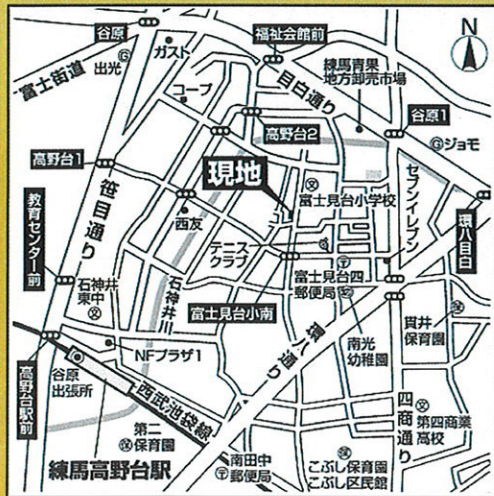 谷原
福祉会館前
N
ガスト
出光
富士街道
目白通り
練馬青果
地方卸売市場
コープ
高野台2
谷原1
ジョモ
高野台1
現地
笹目通り
富士見台小学校
セブンイレブン
西友
環八目白
教育センター前
テニス
クラブ
石神井
東中
石神井川
富士見台四
郵便局
富士見台小南
環八通り
南光
幼稚園
貫井
保育園
NFプラザ1
高野台駅前
谷原
出張所
西武池袋線
四商通り
第二
保育園
第四商業
高校
練馬高野台駅
南田中
郵便局
こぶし保育園
こぶし区民館